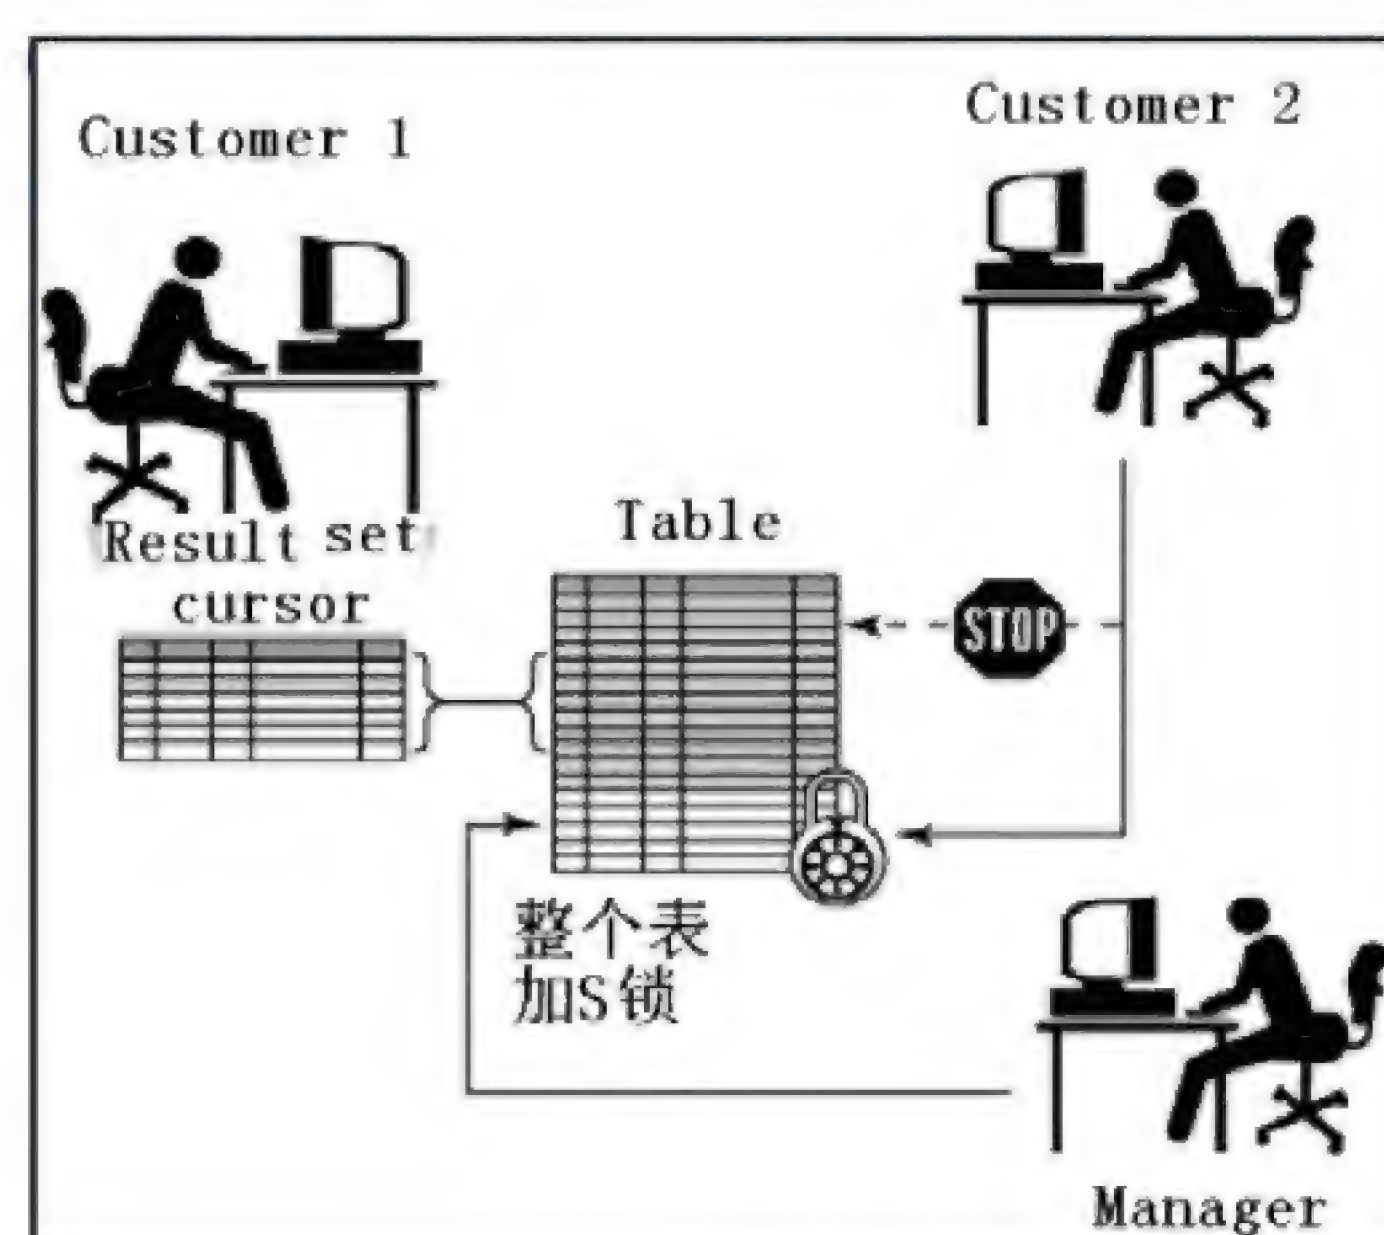 Customer 1
Customer 2
Result set
cursor
Table
STOP
整个表
加S锁
Manager